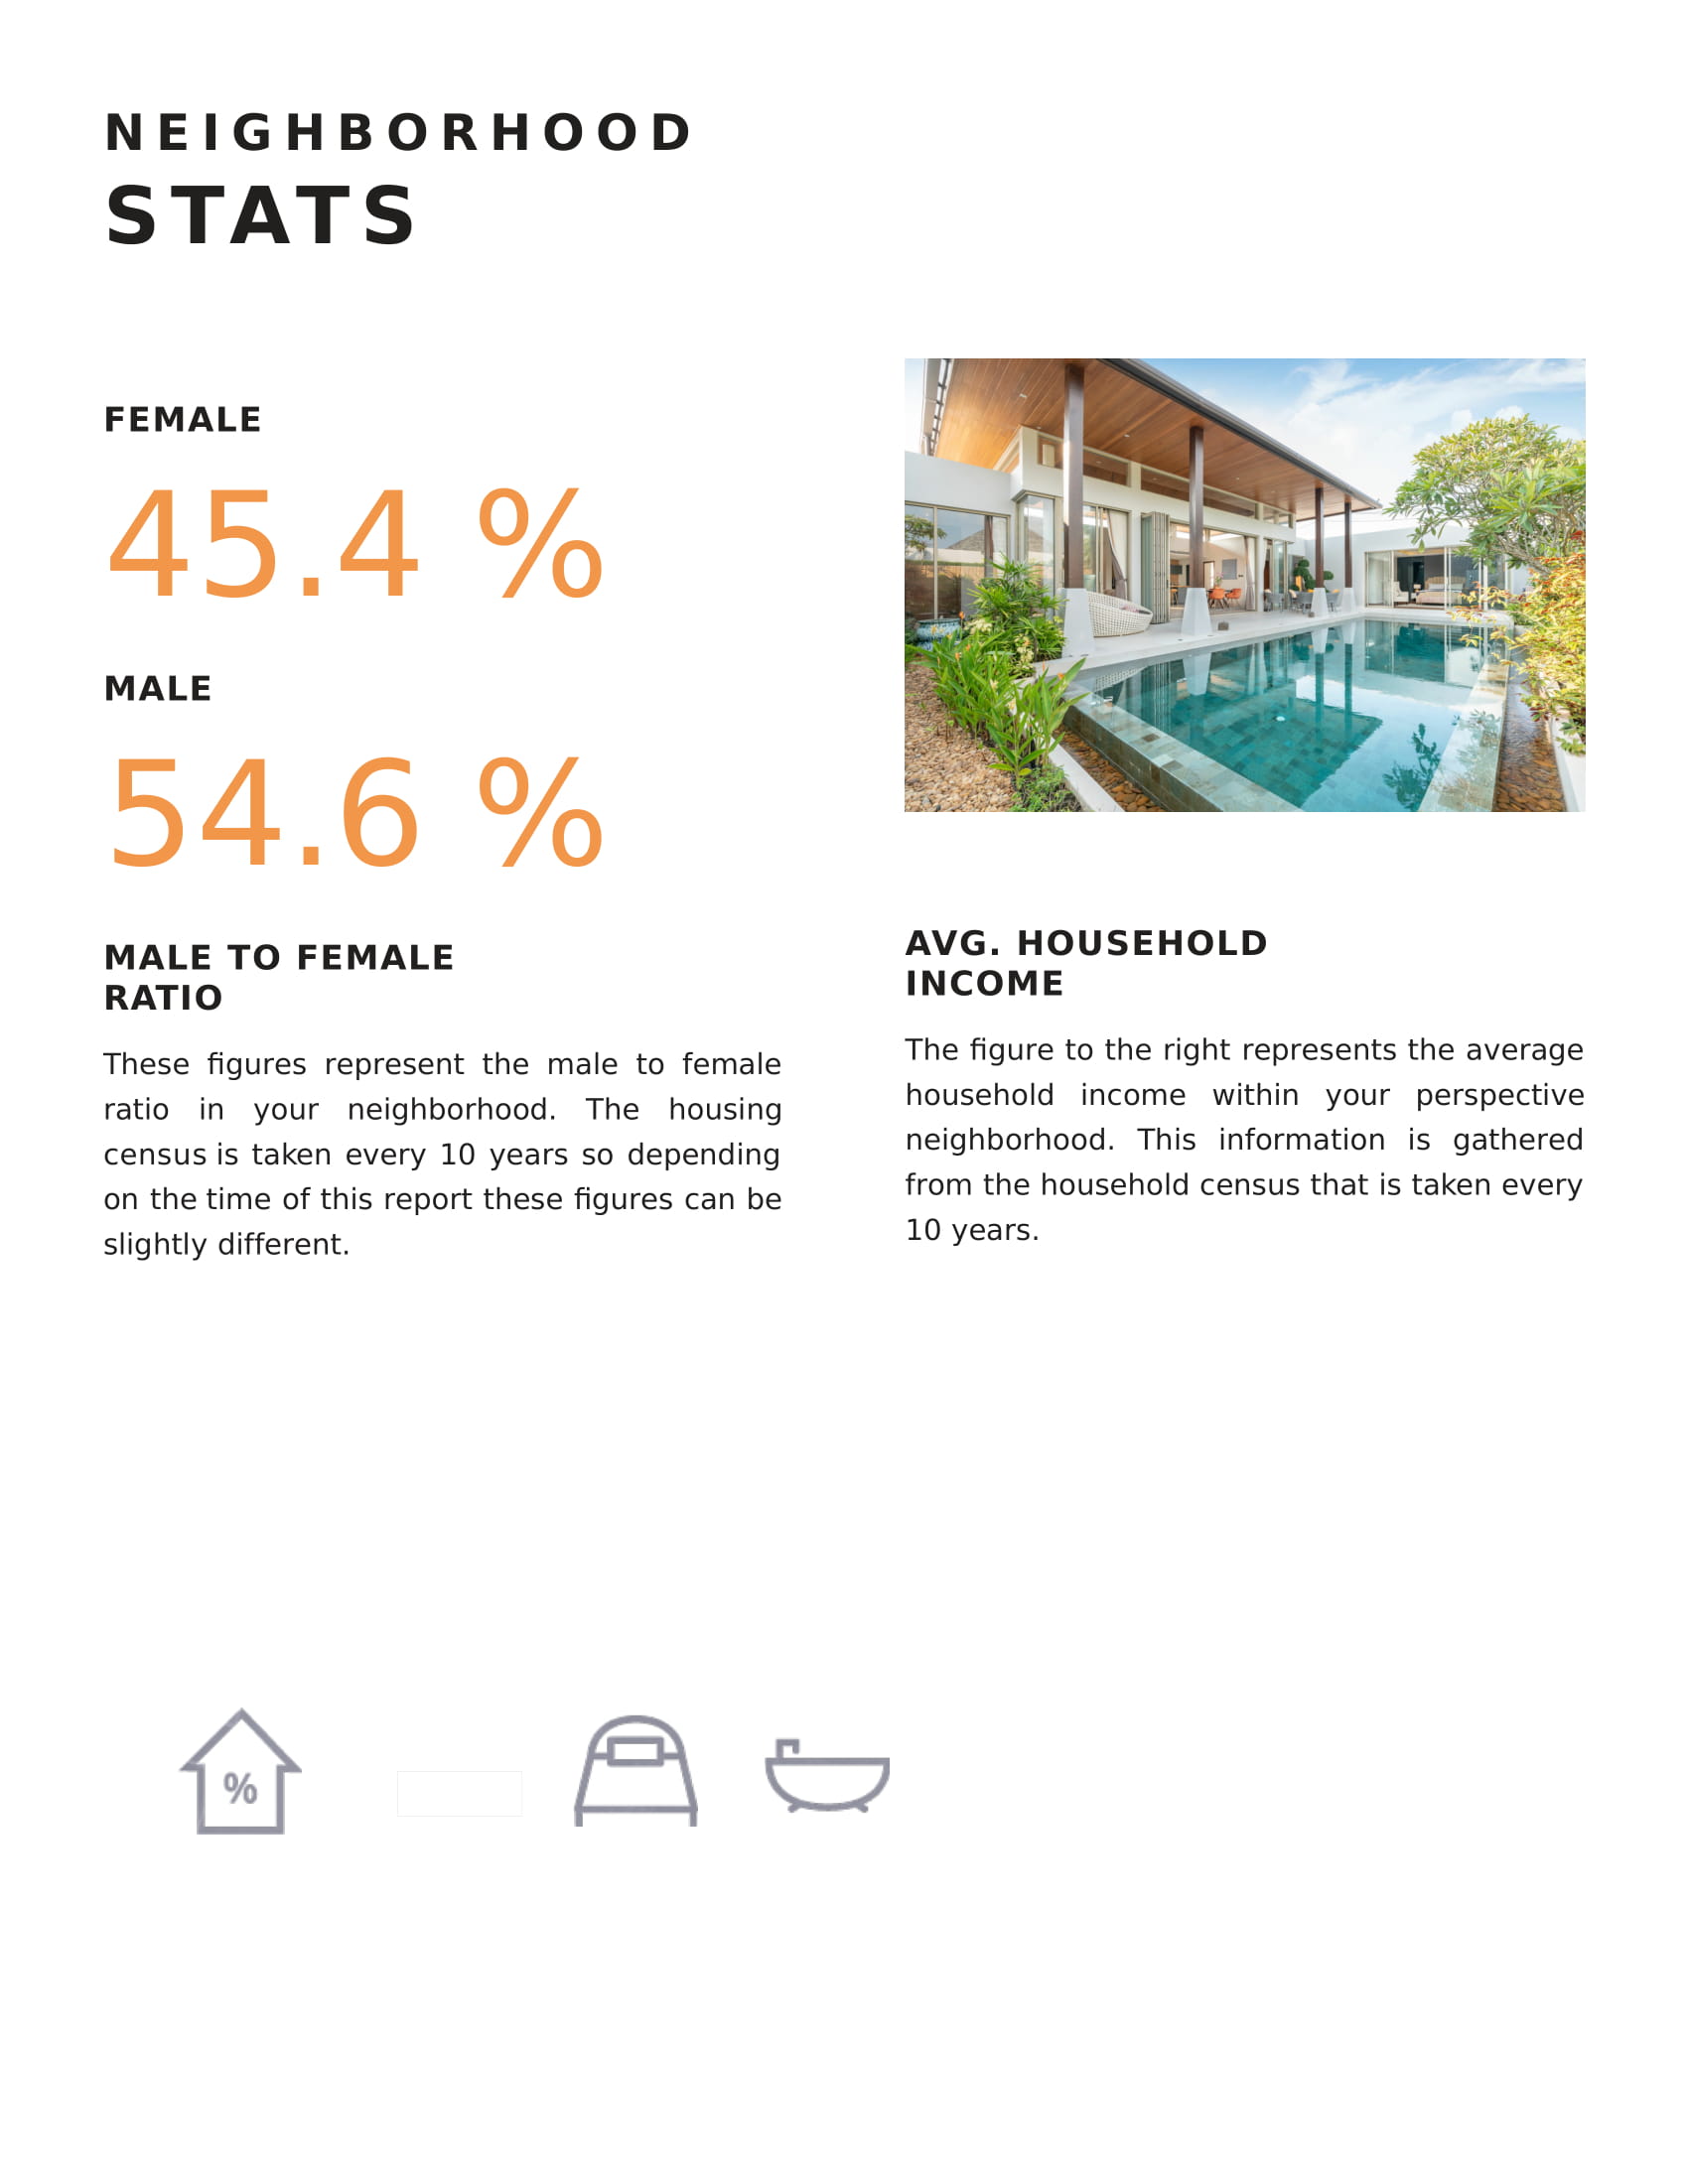 NEIGHBORHOOD
STATS
FEMALE
45.4 %
MALE
54.6 %
MALE TO FEMALE
RATIO
These figures represent the male to female
ratio in your neighborhood. The housing
census is taken every 10 years so depending
on the time of this report these figures can be
slightly different.
AVG. HOUSEHOLD
INCOME
The figure to the right represents the average
household income within your perspective
neighborhood. This information is gathered
from the household census that is taken every
10 years.
%